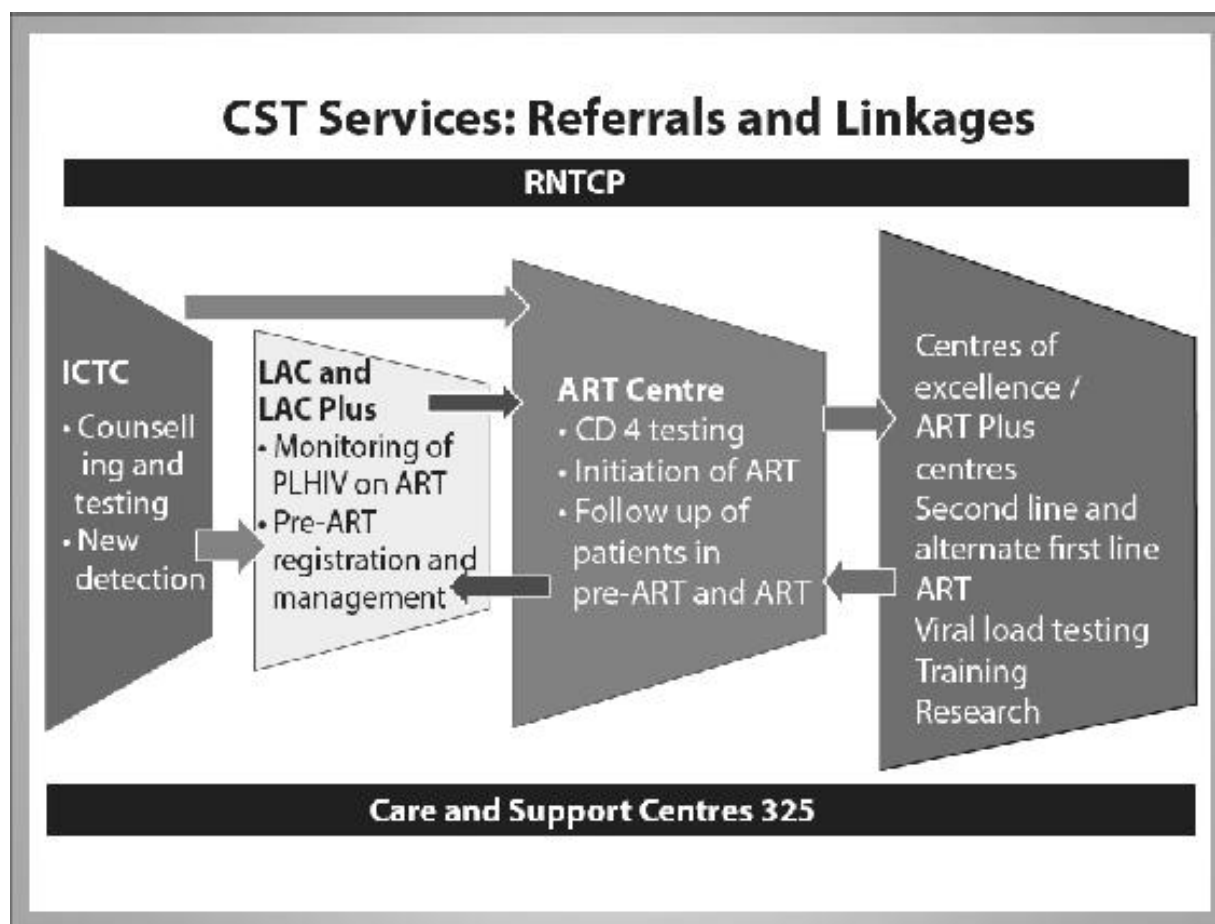 CST Services: Referrals and Linkages
RNTCP
ICTC
• Counsell
ing and
testing
• New
detection
LAC and
LAC Plus
• Monitoring of
PLHIV on ART
• Pre-ART
registration and
management
ART Centre
• CD 4 testing
• Initiation of ART
• Follow up of
patients in
pre-ART and ART
Centres of
excellence /
ART Plus
centres
Second line and
alternate first line
ART
Viral load testing
Training
Research
Care and Support Centres 325